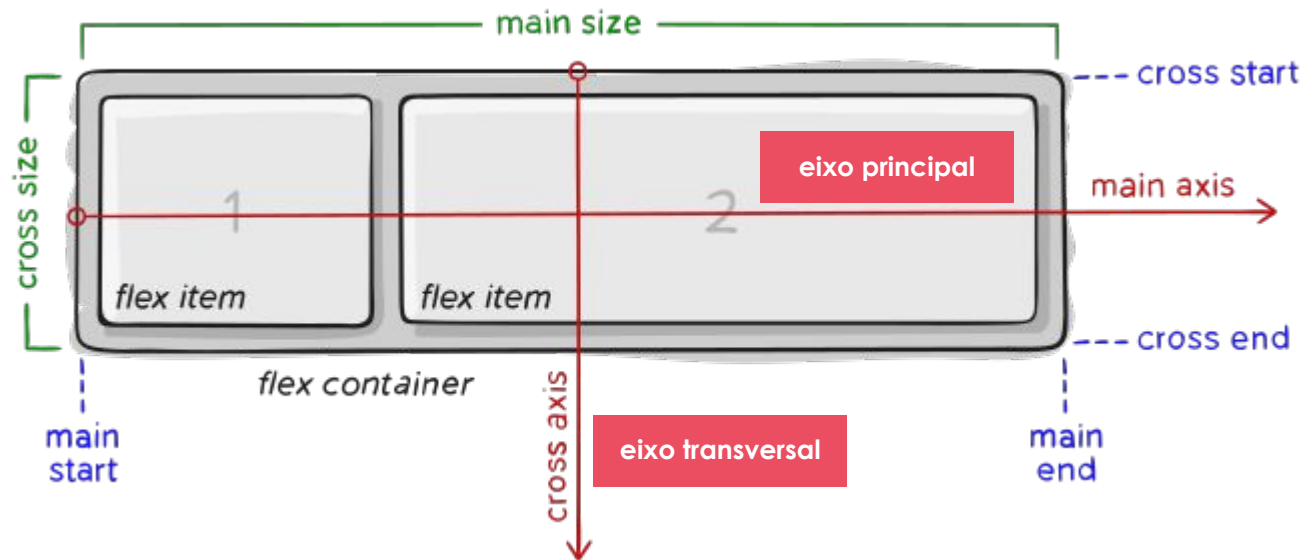 main size
cross start
cross size
eixo principal
main axis
1
2
flex item
flex item
cross end
flex container
cross axis
main
start
eixo transversal
main
end